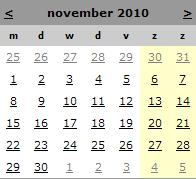 < november 2010 >
m d w d v z z
25 26 27 28 29 30 31
1 2 3 4 5 6 7
8 9 10 11 12 13 14
15 16 17 18 19 20 21
22 23 24 25 26 27 28
29 30 1 2 3 4 5